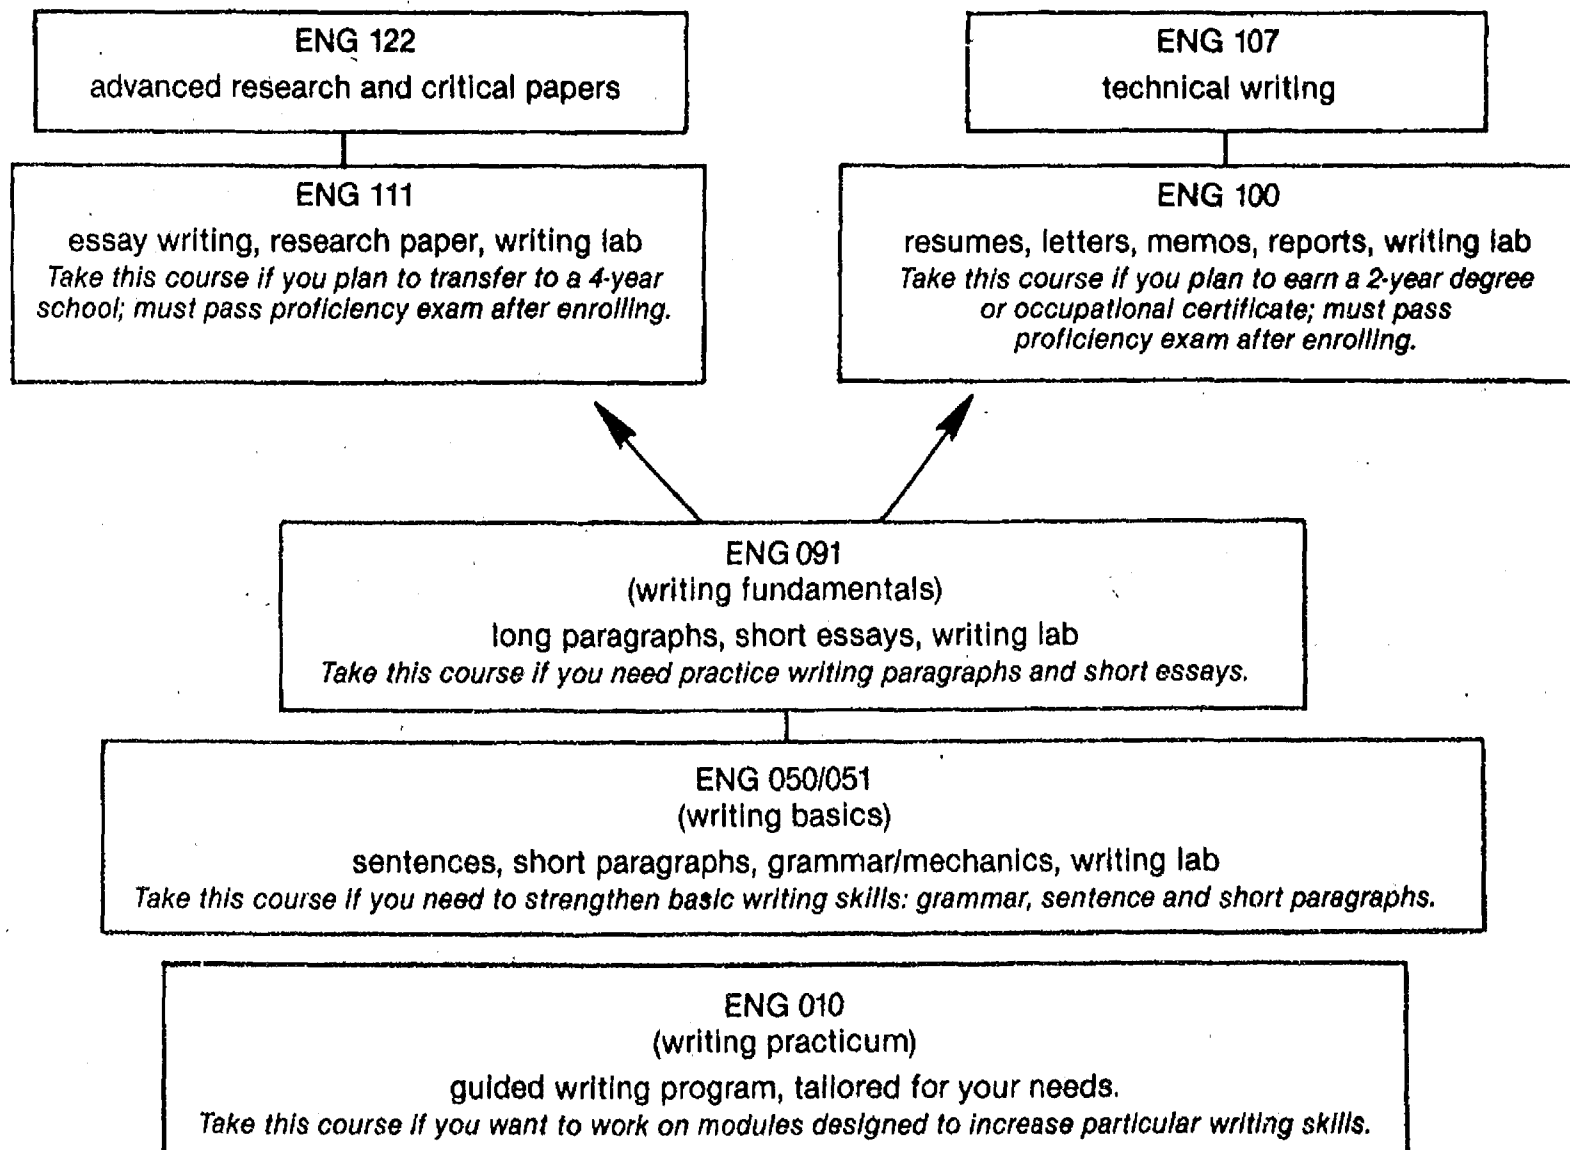 ENG 122
advanced research and critical papers
ENG 107
technical writing
ENG 111
essay writing, research paper, writing lab
Take this course if you plan to transfer to a 4-year
school; must pass proficiency exam after enrolling.
ENG 100
resumes, letters, memos, reports, writing lab
Take this course if you plan to earn a 2-year degree
or occupational certificate; must pass
proficiency exam after enrolling.
ENG 091
(writing fundamentals)
long paragraphs, short essays, writing lab
Take this course if you need practice writing paragraphs and short essays.
ENG 050/051
(writing basics)
sentences, short paragraphs, grammar/mechanics, writing lab
Take this course if you need to strengthen basic writing skills: grammar, sentence and short paragraphs.
ENG 010
(writing practicum)
guided writing program, tailored for your needs.
Take this course if you want to work on modules designed to increase particular writing skills.